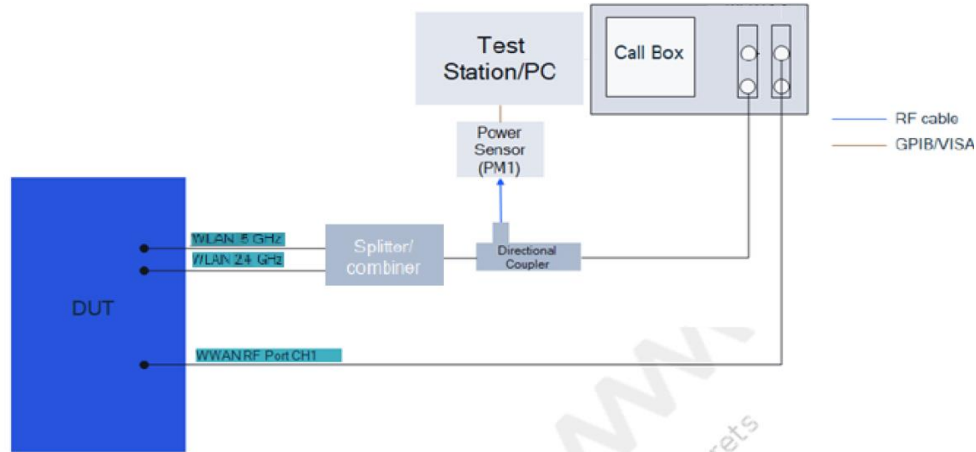 Test
Station/PC
Call Box
RF cable
GPIB/VISA
Power
Sensor
(PM1)
WLAN 5 GHz
WLAN 2.4 GHz
Splitter/
combiner
Directional
Coupler
DUT
WWAN RF Port CH1